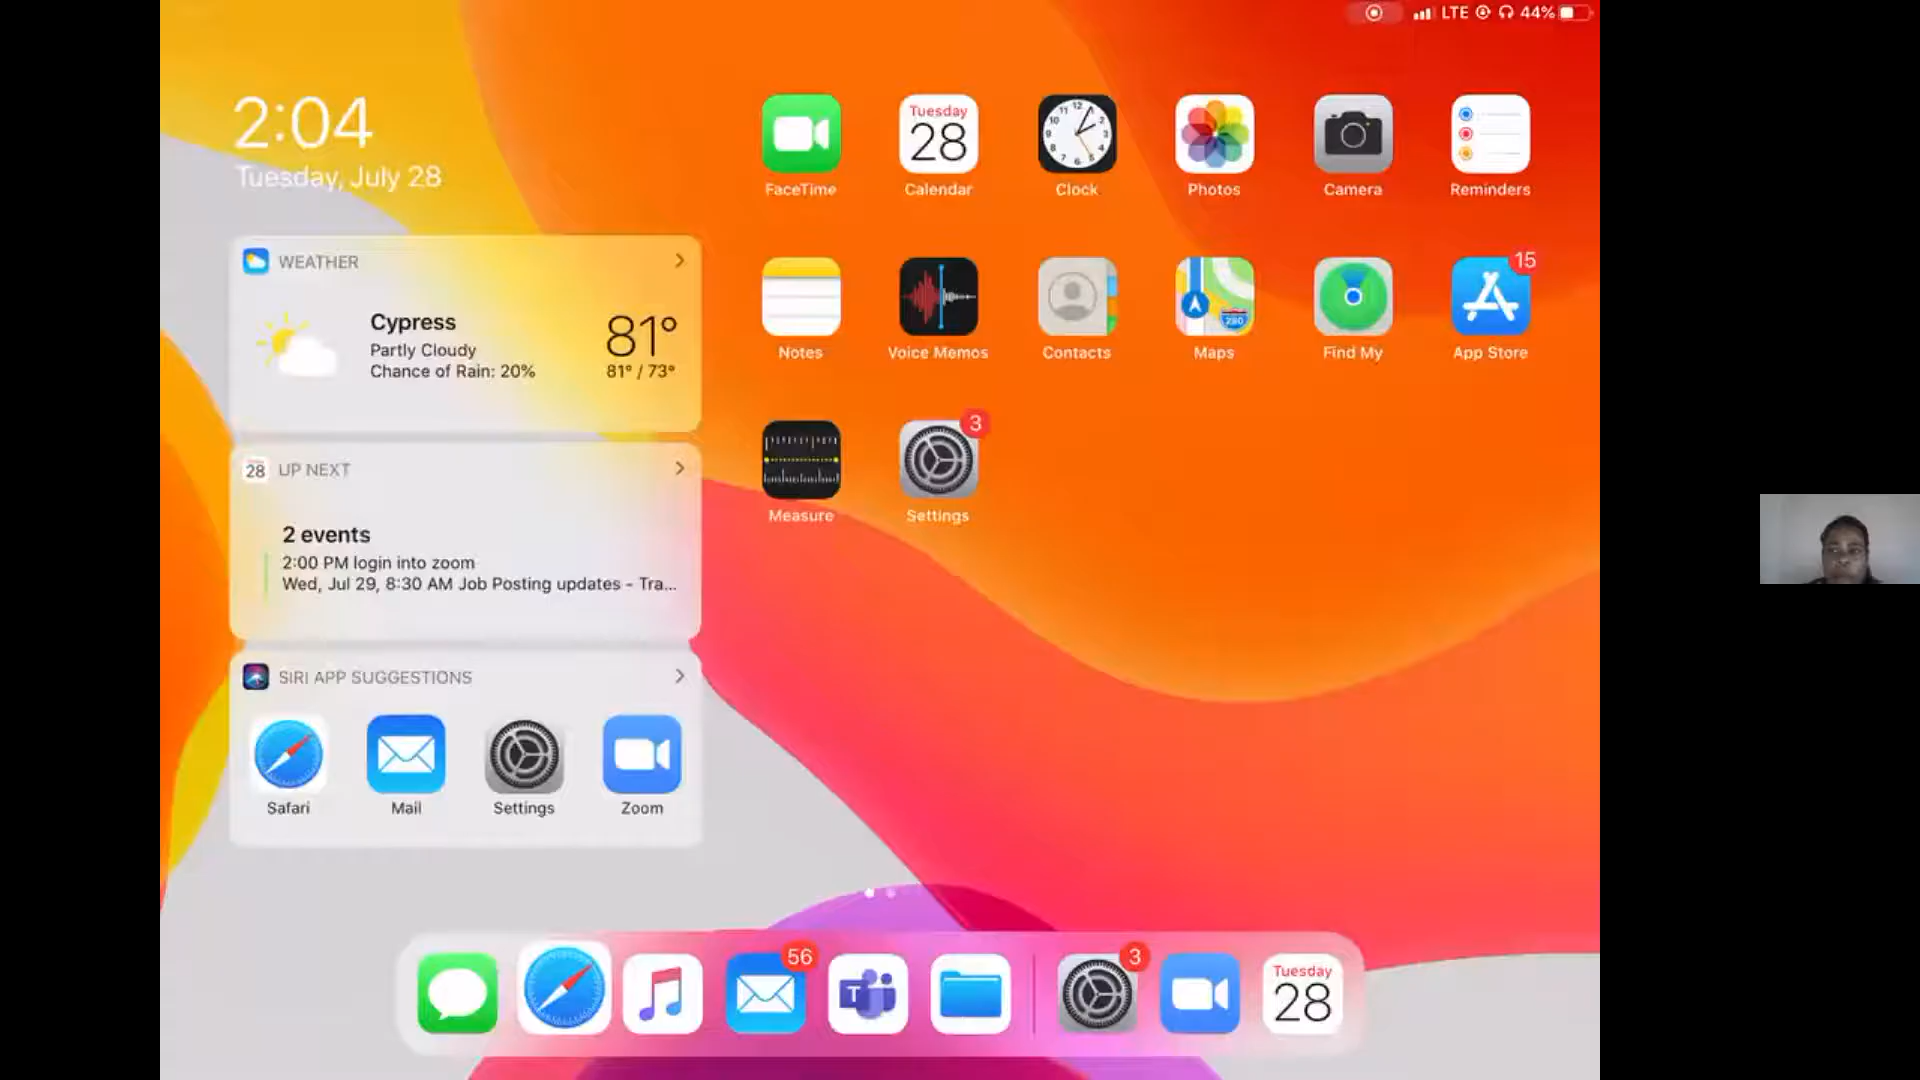 LTE 44%
2:04
Tuesday, July 28
WEATHER
Cypress
Partly Cloudy
Chance of Rain: 20%
81°
81° / 73°
28 UP NEXT
2 events
2:00 PM login into zoom
Wed, Jul 29, 8:30 AM Job Posting updates - Tra...
SIRI APP SUGGESTIONS
Safari
Mail
Settings
Zoom
Tuesday
28
12
FaceTime
Calendar
Clock
Photos
Camera
Reminders
15
280
Notes
Voice Memos
Contacts
Maps
Find My
App Store
3
Measure
Settings
56
T
3
Tuesday
28